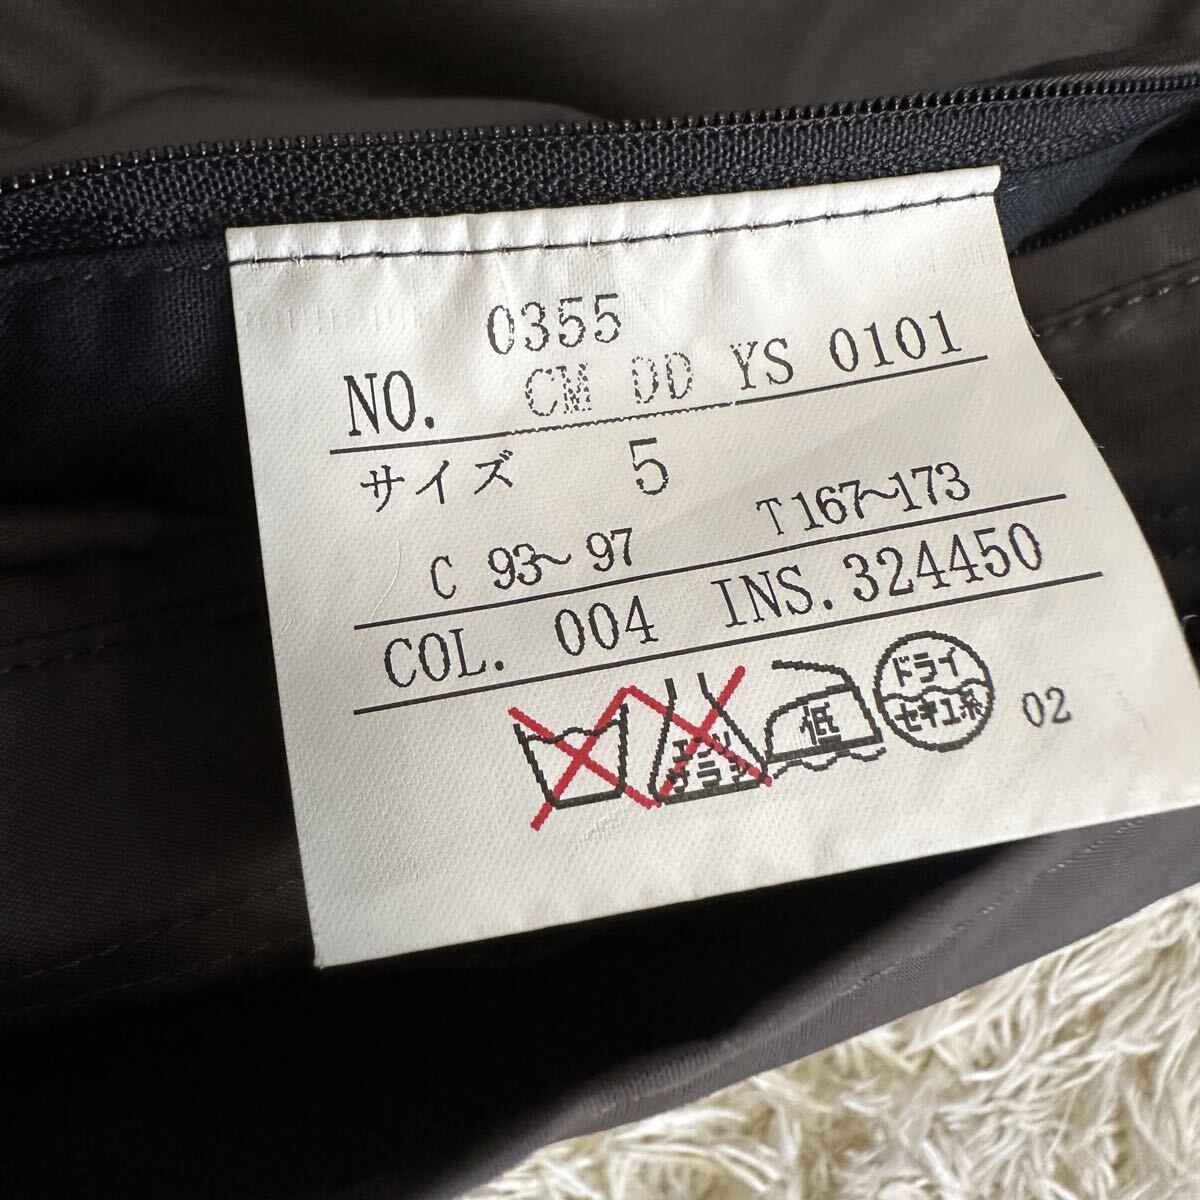 0355
NO. CM DD YS 0101
サイズ 5
C 93~97 T167~173
COL. 004 INS.324450
エンソ
サラシ
低
ドライ
セキユ系
02